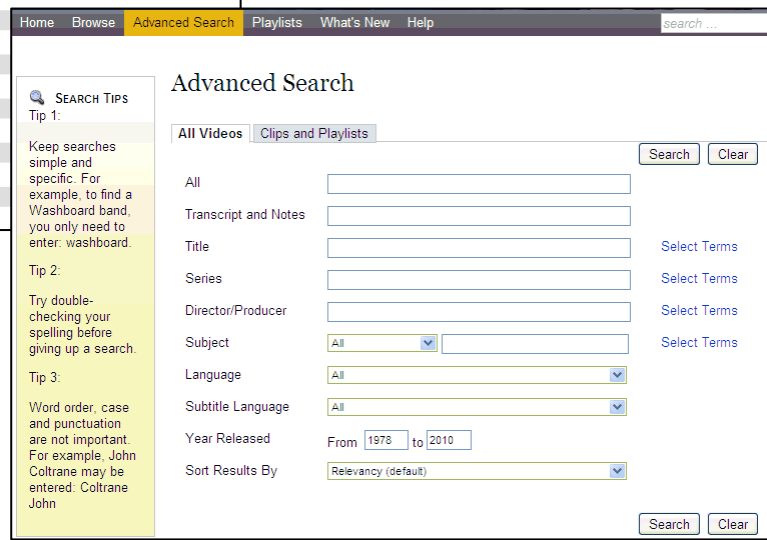 Home Browse Advanced Search Playlists What's New Help search ...
SEARCH TIPS
Tip 1:
Keep searches
simple and
specific. For
example, to find a
Washboard band,
you only need to
enter: washboard.
Tip 2:
Try double-
checking your
spelling before
giving up a search.
Tip 3:
Word order, case
and punctuation
are not important.
For example, John
Coltrane may be
entered: Coltrane
John
Advanced Search
All Videos Clips and Playlists
Search Clear
All
Transcript and Notes
Title Select Terms
Series Select Terms
Director/Producer Select Terms
Subject All Select Terms
Language All
Subtitle Language All
Year Released From 1978 to 2010
Sort Results By Relevancy (default)
Search Clear